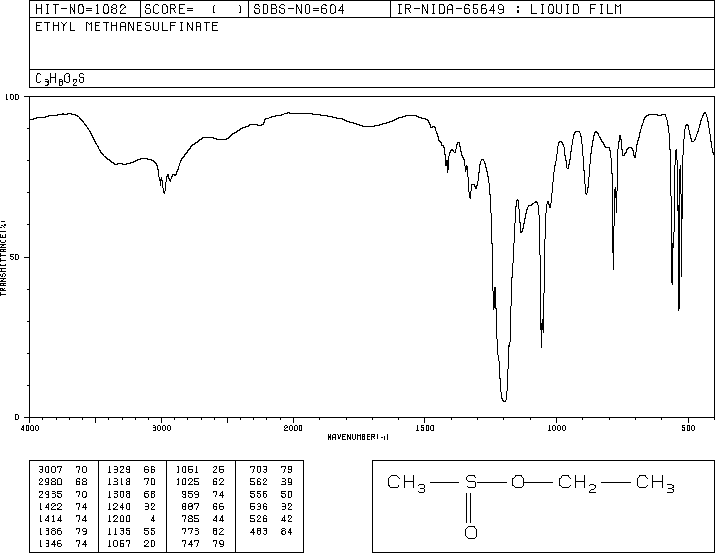 HIT-NO=1082 SCORE= ( ) SDBS-NO=604 IR-NIDA-65649 : LIQUID FILM
ETHYL METHANESULFINATE
C3H8O2S
100
50
0
TRANSMITTANCE(%)
4000 3000 2000 1500 1000 500
WAVENUMBER(-1)
3007 70 1329 66 1051 26 703 79
2980 68 1318 70 1025 62 562 39
2935 70 1308 68 959 74 556 50
1422 74 1240 32 887 66 536 32
1414 74 1200 4 785 44 526 42
1386 79 1135 55 773 62 483 84
1346 74 1057 20 747 79
CH3 S O CH2 CH3
O